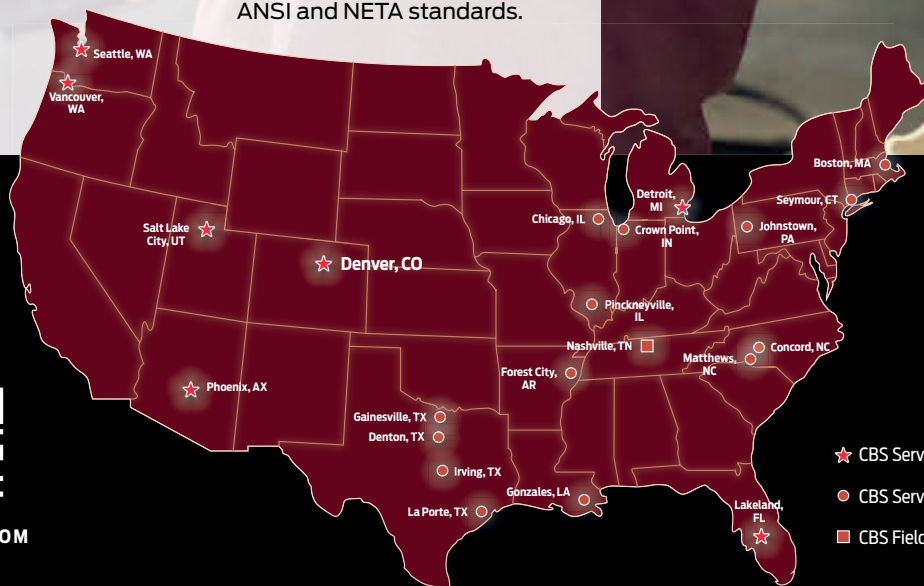 ANSI and NETA standards.
Seattle, WA
Vancouver,
WA
Boston, MA
Detroit,
MI
Seymour, CT
Chicago, IL
Crown Point,
IN
Johnstown,
PA
Salt Lake
City, UT
Denver, CO
Pinckneyville,
IL
Nashville, TN
Concord, NC
Matthews,
NC
Forest City,
AR
Phoenix, AX
Gainesville, TX
Denton, TX
Irving, TX
Gonzales, LA
La Porte, TX
Lakeland,
FL
CBS Serv
CBS Serv
CBS Field
OM